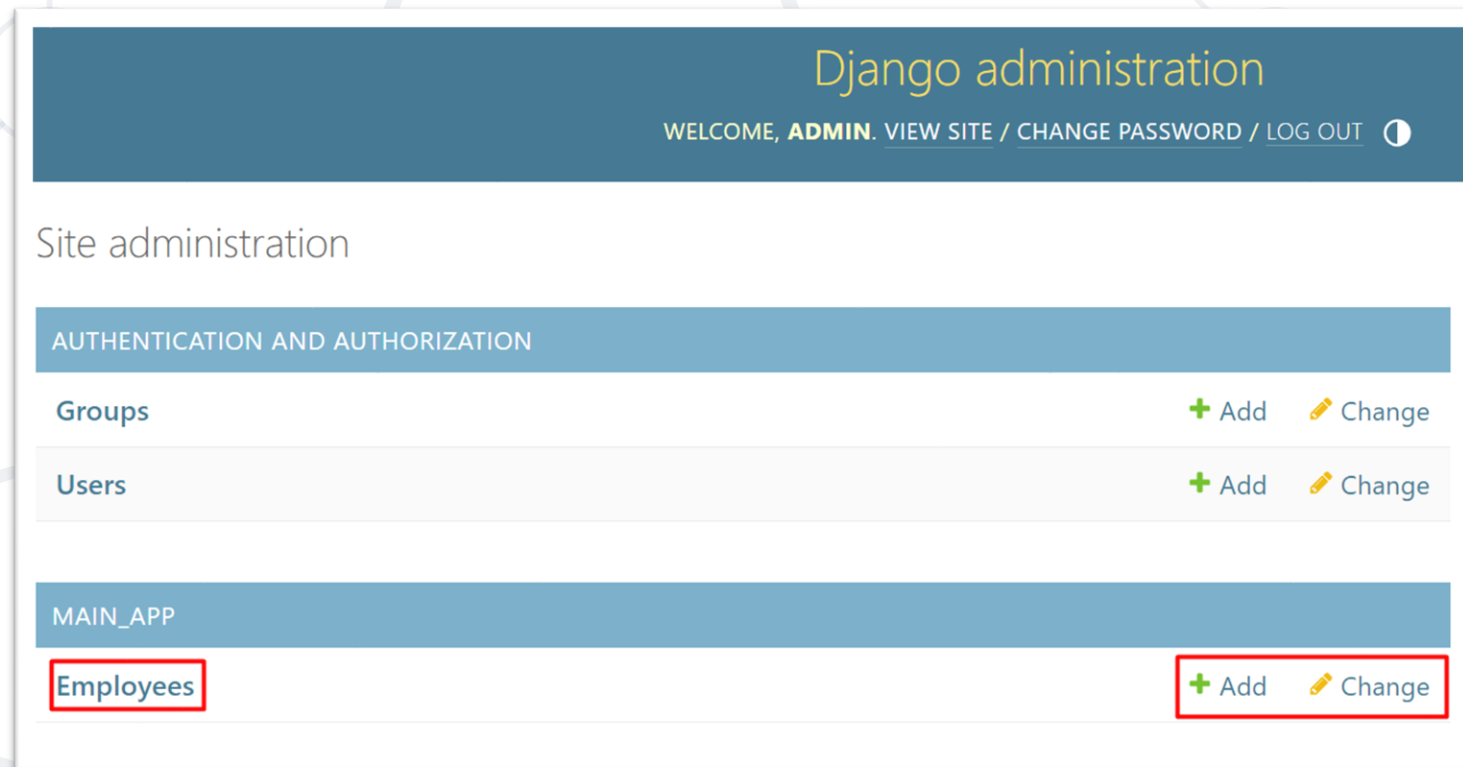 Django administration
WELCOME, ADMIN. VIEW SITE / CHANGE PASSWORD / LOG OUT
Site administration
AUTHENTICATION AND AUTHORIZATION
Groups Add Change
Users Add Change
MAIN_APP
Employees Add Change